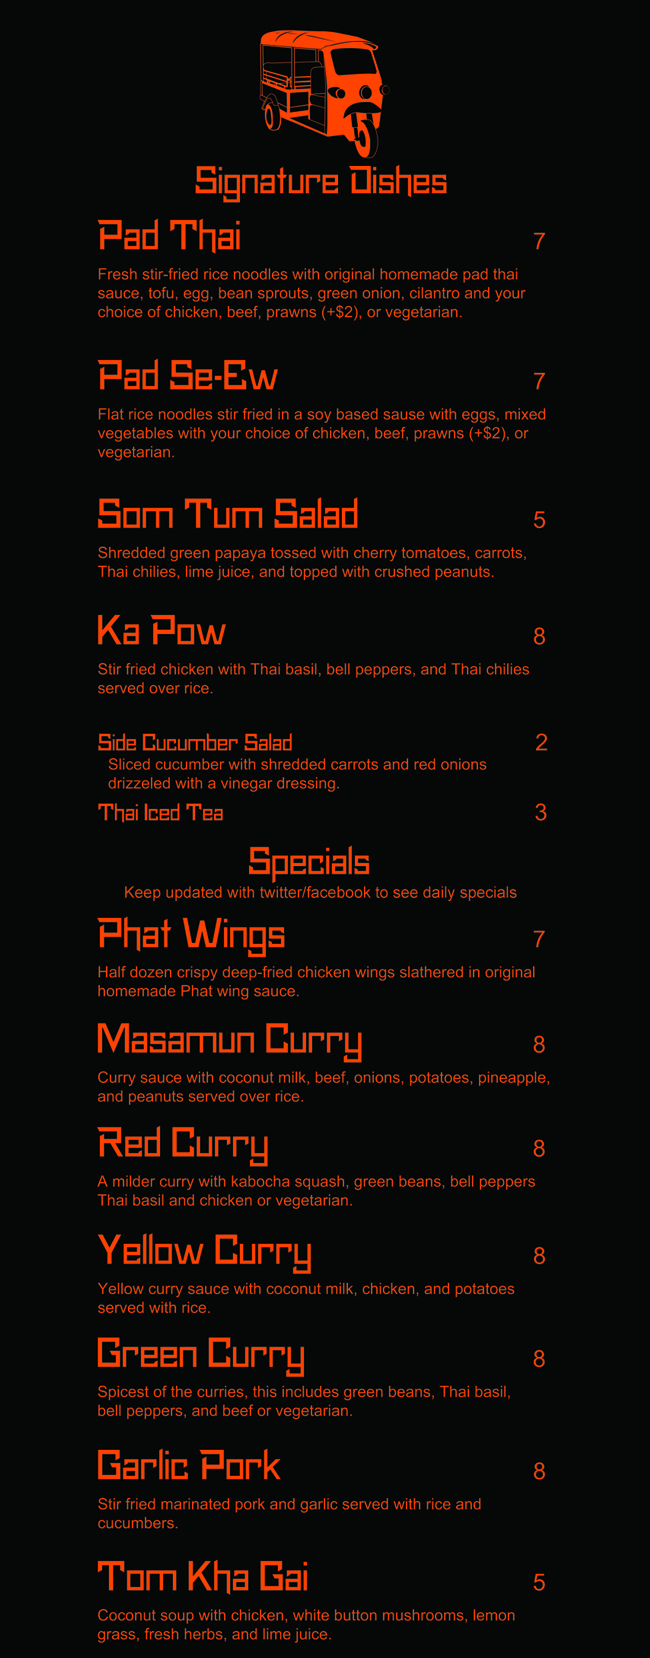 Signature Dishes
Pad Thai 7
Fresh stir-fried rice noodles with original homemade pad thai
sauce, tofu, egg, bean sprouts, green onion, cilantro and your
choice of chicken, beef, prawns (+$2), or vegetarian.
Pad Se-Ew 7
Flat rice noodles stir fried in a soy based sause with eggs, mixed
vegetables with your choice of chicken, beef, prawns (+$2), or
vegetarian.
Som Tum Salad 5
Shredded green papaya tossed with cherry tomatoes, carrots,
Thai chilies, lime juice, and topped with crushed peanuts.
Ka Pow 8
Stir fried chicken with Thai basil, bell peppers, and Thai chilies
served over rice.
Side Cucumber Salad 2
Sliced cucumber with shredded carrots and red onions
drizzeled with a vinegar dressing.
Thai Iced Tea 3
Specials
Keep updated with twitter/facebook to see daily specials
Phat Wings 7
Half dozen crispy deep-fried chicken wings slathered in original
homemade Phat wing sauce.
Masamun Curry 8
Curry sauce with coconut milk, beef, onions, potatoes, pineapple,
and peanuts served over rice.
Red Curry 8
A milder curry with kabocha squash, green beans, bell peppers
Thai basil and chicken or vegetarian.
Yellow Curry 8
Yellow curry sauce with coconut milk, chicken, and potatoes
served with rice.
Green Curry 8
Spicest of the curries, this includes green beans, Thai basil,
bell peppers, and beef or vegetarian.
Garlic Pork 8
Stir fried marinated pork and garlic served with rice and
cucumbers.
Tom Kha Gai 5
Coconut soup with chicken, white button mushrooms, lemon
grass, fresh herbs, and lime juice.